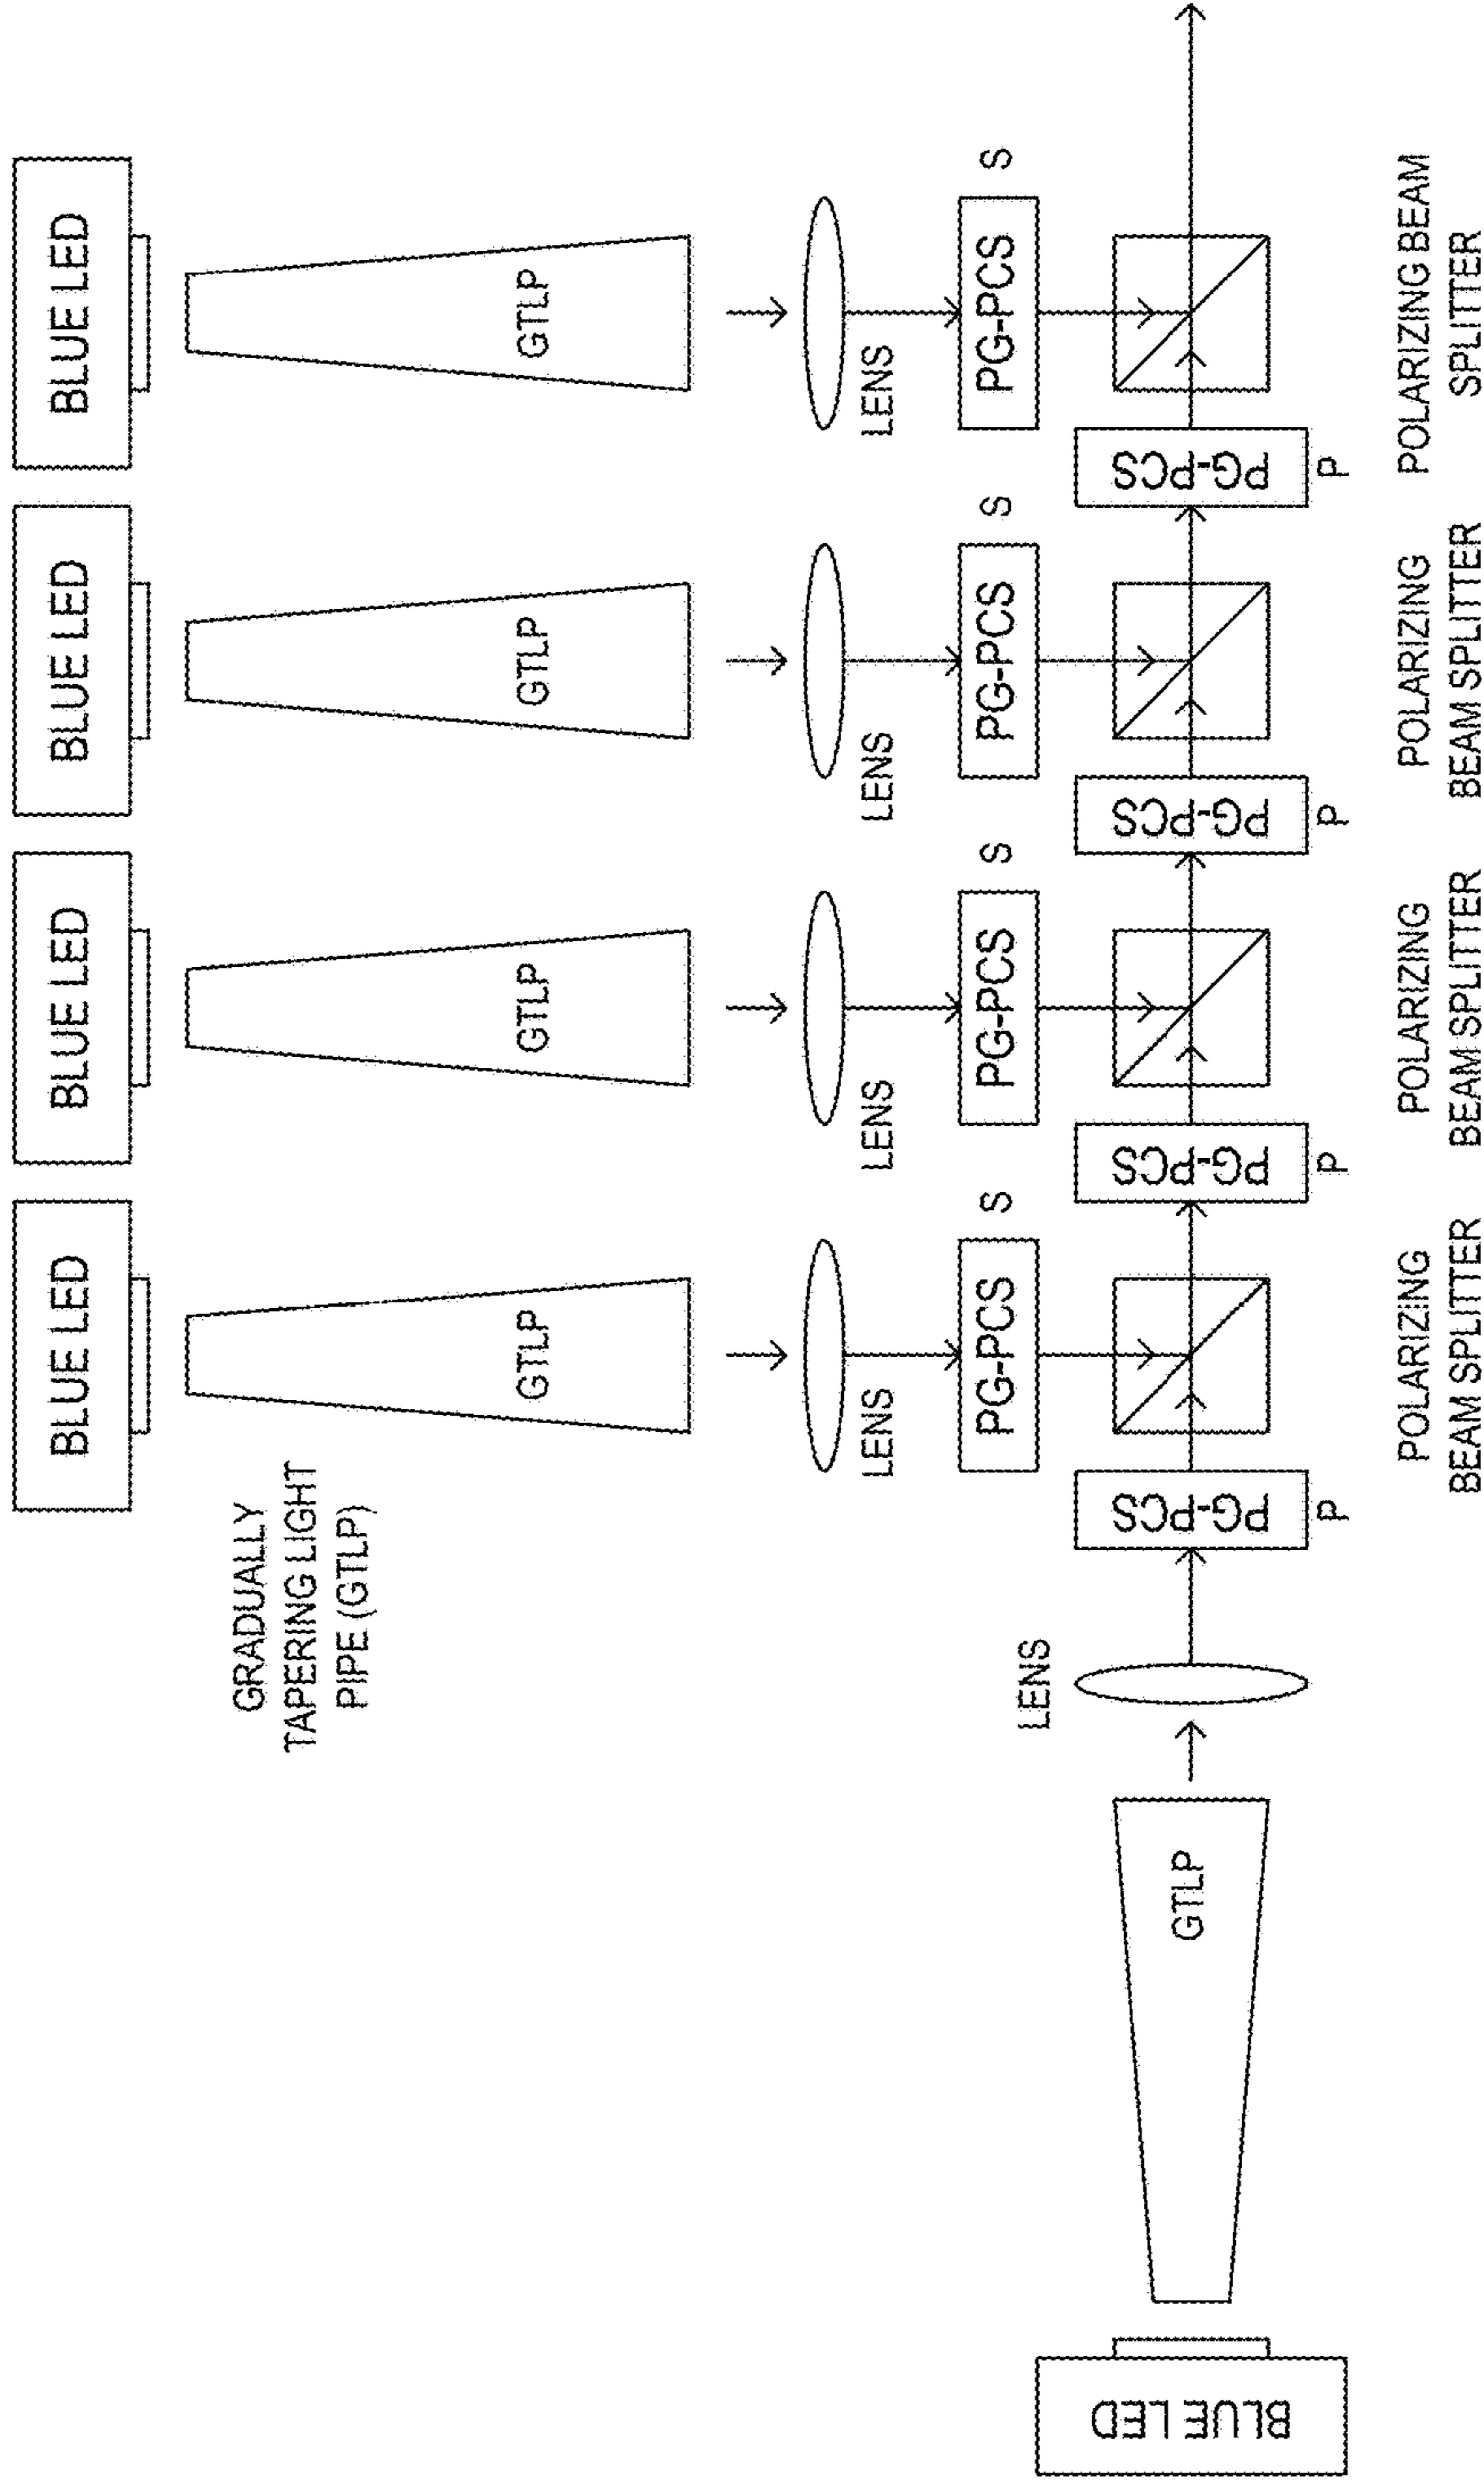 BLUE LED
BLUE LED
BLUE LED
BLUE LED
GRADUALLY
TAPERING LIGHT
PIPE (GTLP)
GTLP
GTLP
GTLP
GTLP
LENS
LENS
LENS
LENS
PG-PCS
S
PG-PCS
S
PG-PCS
S
PG-PCS
S
LENS
BLUE LED
GTLP
PG-PCS
PG-PCS
PG-PCS
PG-PCS
P
P
P
P
POLARIZING
BEAM SPLITTER
POLARIZING
BEAM SPLITTER
POLARIZING
BEAM SPLITTER
POLARIZING BEAM
SPLITTER